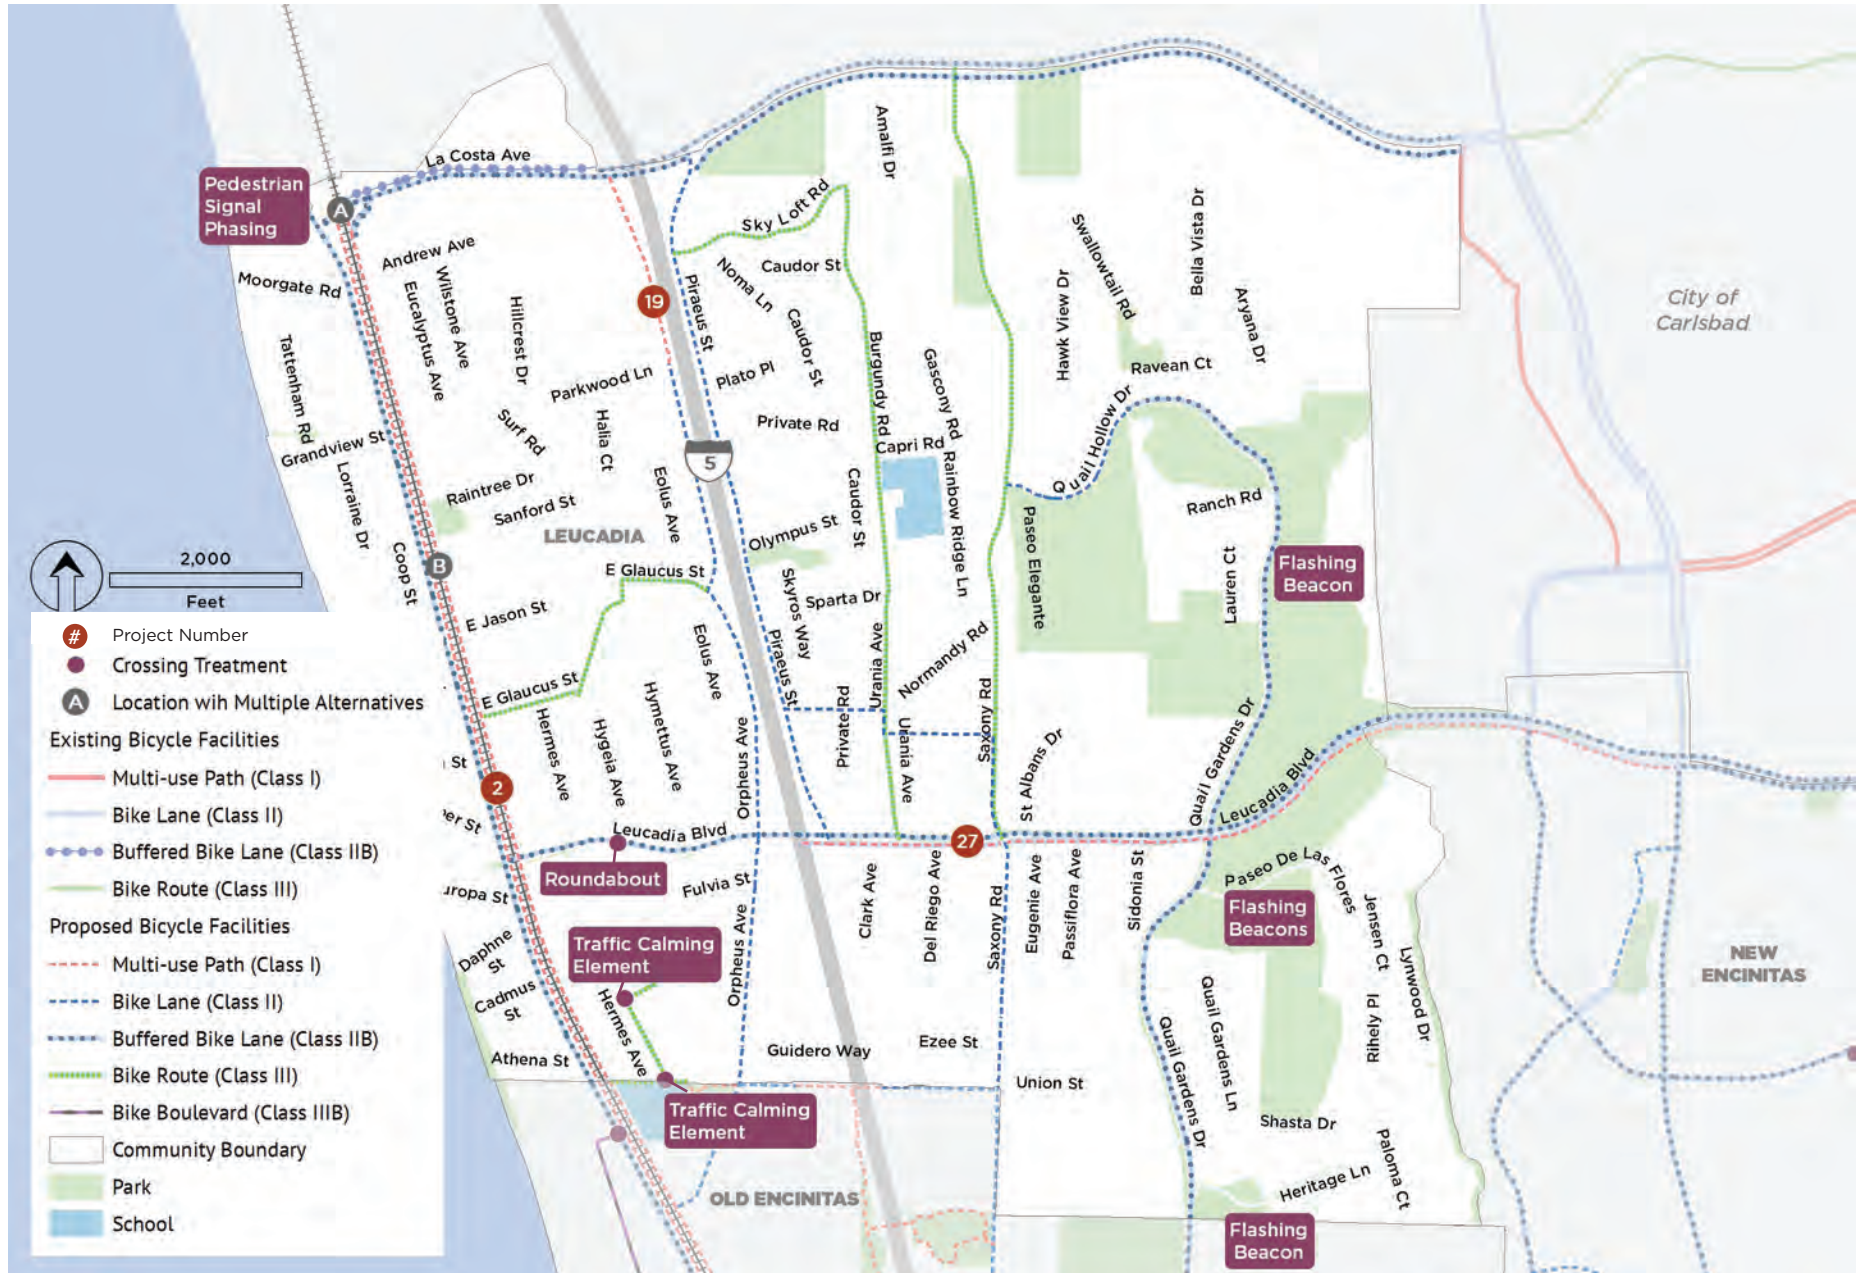 La Costa Ave
Pedestrian
Signal
Phasing
A
Amalfi Dr
Sky Loft Rd
Andrew Ave
Wilstone Ave
Eucalyptus Ave
Moorgate Rd
Hillcrest Dr
19
Piraeus St
Noma Ln
Caudor St
Caudor St
Swallowtail Rd
Bella Vista Dr
Hawk View Dr
Aryana Dr
City of
Carlsbad
Tattenham Rd
Parkwood Ln
Plato Pl
Burgundy Rd
Gascony Rd
Ravean Ct
Surf Rd
Halia Ct
Private Rd
Quail Hollow Dr
Grandview St
Capri Rd
5
Lorraine Dr
Raintree Dr
Sanford St
Eolus Ave
Caudor St
Rainbow Ridge Ln
Ranch Rd
LEUCADIA
Olympus St
Paseo Elegante
Coop St
B
2,000
Feet
E Glaucus St
Skyros Way
Sparta Dr
Lauren Ct
Flashing
Beacon
E Jason St
Eolus Ave
Piraeus St
Urania Ave
Normandy Rd
E Glaucus St
Hymettus Ave
Private Rd
Saxony Rd
Hermes Ave
Hygeia Ave
Orpheus Ave
Urania Ave
St Albans Dr
Quail Gardens Dr
Leucadia Blvd
St
2
er St
Leucadia Blvd
27
Roundabout
Fulvia St
ropa St
Clark Ave
Del Riego Ave
Saxony Rd
Eugenie Ave
Passiflora Ave
Sidonia St
Paseo De Las Flores
Flashing
Beacons
Jensen Ct
Lynwood Dr
Daphne
St
Traffic Calming
Element
Orpheus Ave
NEW
ENCINITAS
Cadmus
St
Hermes Ave
Quail Gardens Ln
Rihely Pl
Athena St
Guidero Way
Ezee St
Union St
Quail Gardens Dr
Traffic Calming
Element
Shasta Dr
Paloma Ct
OLD ENCINITAS
Heritage Ln
Flashing
Beacon
# Project Number
Crossing Treatment
A Location wih Multiple Alternatives
Existing Bicycle Facilities
Multi-use Path (Class I)
Bike Lane (Class II)
Buffered Bike Lane (Class IIB)
Bike Route (Class III)
Proposed Bicycle Facilities
Multi-use Path (Class I)
Bike Lane (Class II)
Buffered Bike Lane (Class IIB)
Bike Route (Class III)
Bike Boulevard (Class IIIB)
Community Boundary
Park
School